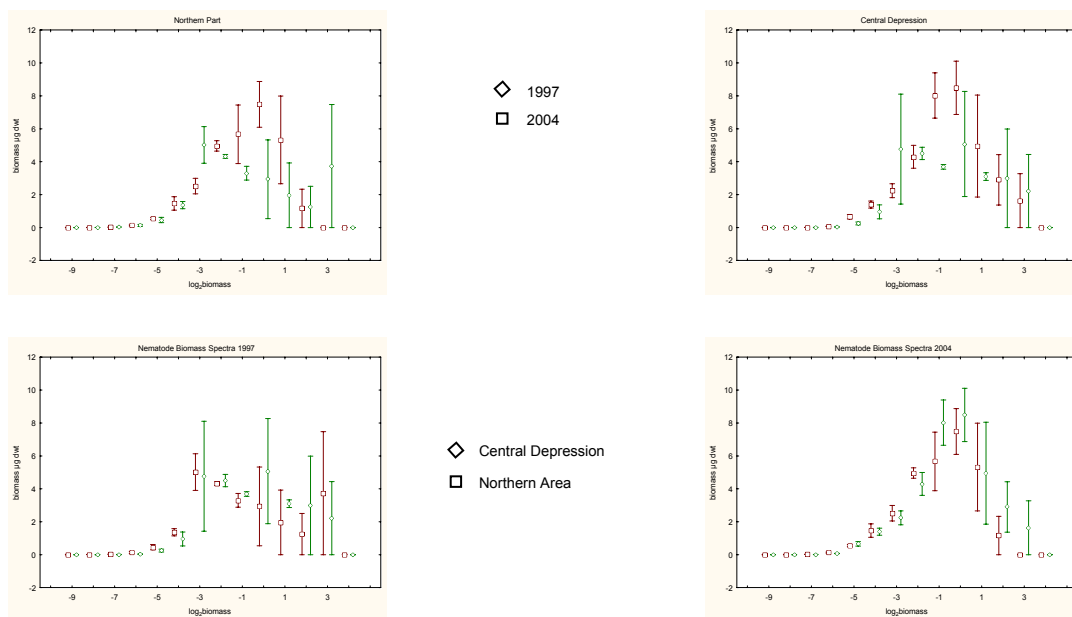 Northern Part
12
10
8
6
4
2
0
-2
biomass µg dwt
-9 -7 -5 -3 -1 1 3
log₂biomass
1997
2004
Central Depression
12
10
8
6
4
2
0
-2
biomass µg dwt
-9 -7 -5 -3 -1 1 3
log₂biomass
Nematode Biomass Spectra 1997
12
10
8
6
4
2
0
-2
biomass µg dwt
-9 -7 -5 -3 -1 1 3
log₂biomass
Central Depression
Northern Area
Nematode Biomass Spectra 2004
12
10
8
6
4
2
0
-2
biomass µg dwt
-9 -7 -5 -3 -1 1 3
log₂biomass